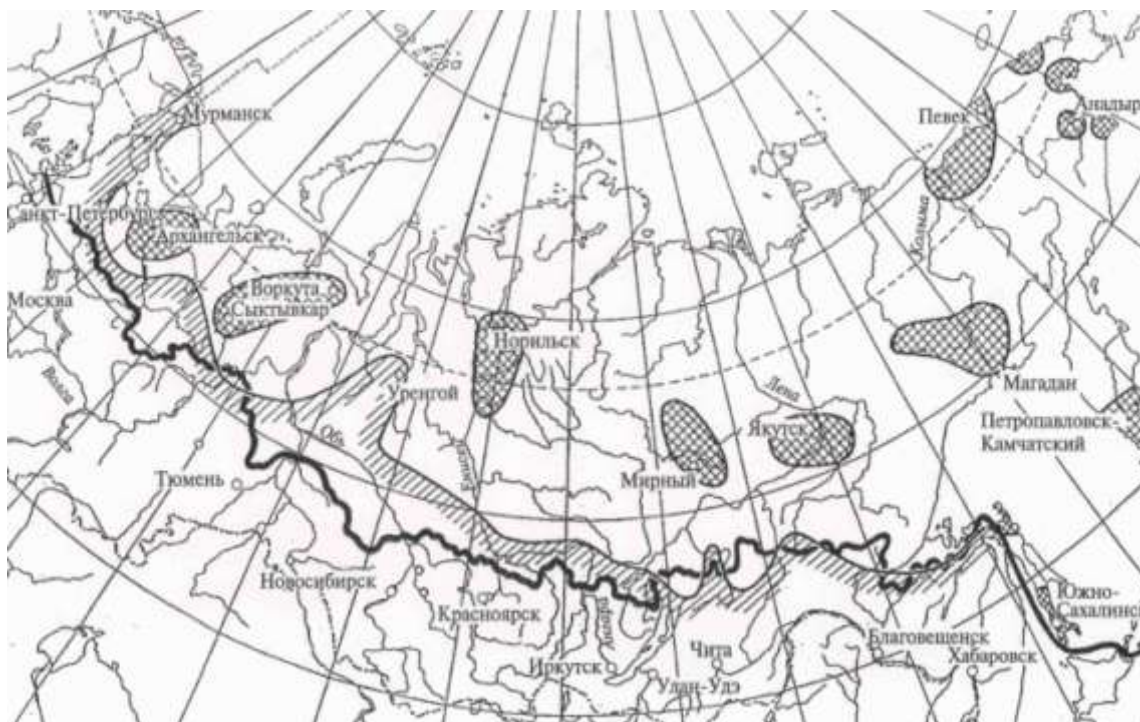 Мурманск
Певек
Анадырь
Санкт-Петербург
Архангельск
Колыма
Москва
Воркута
Сыктывкар
Норильск
Волга
Уренгой
Лена
Магадан
Обь
Якутск
Петропавловск-
Камчатский
Тюмень
Енисей
Мирный
Новосибирск
Красноярск
Ангара
Южно-
Сахалинск
Иркутск
Чита
Благовещенск
Улан-Удэ
Хабаровск